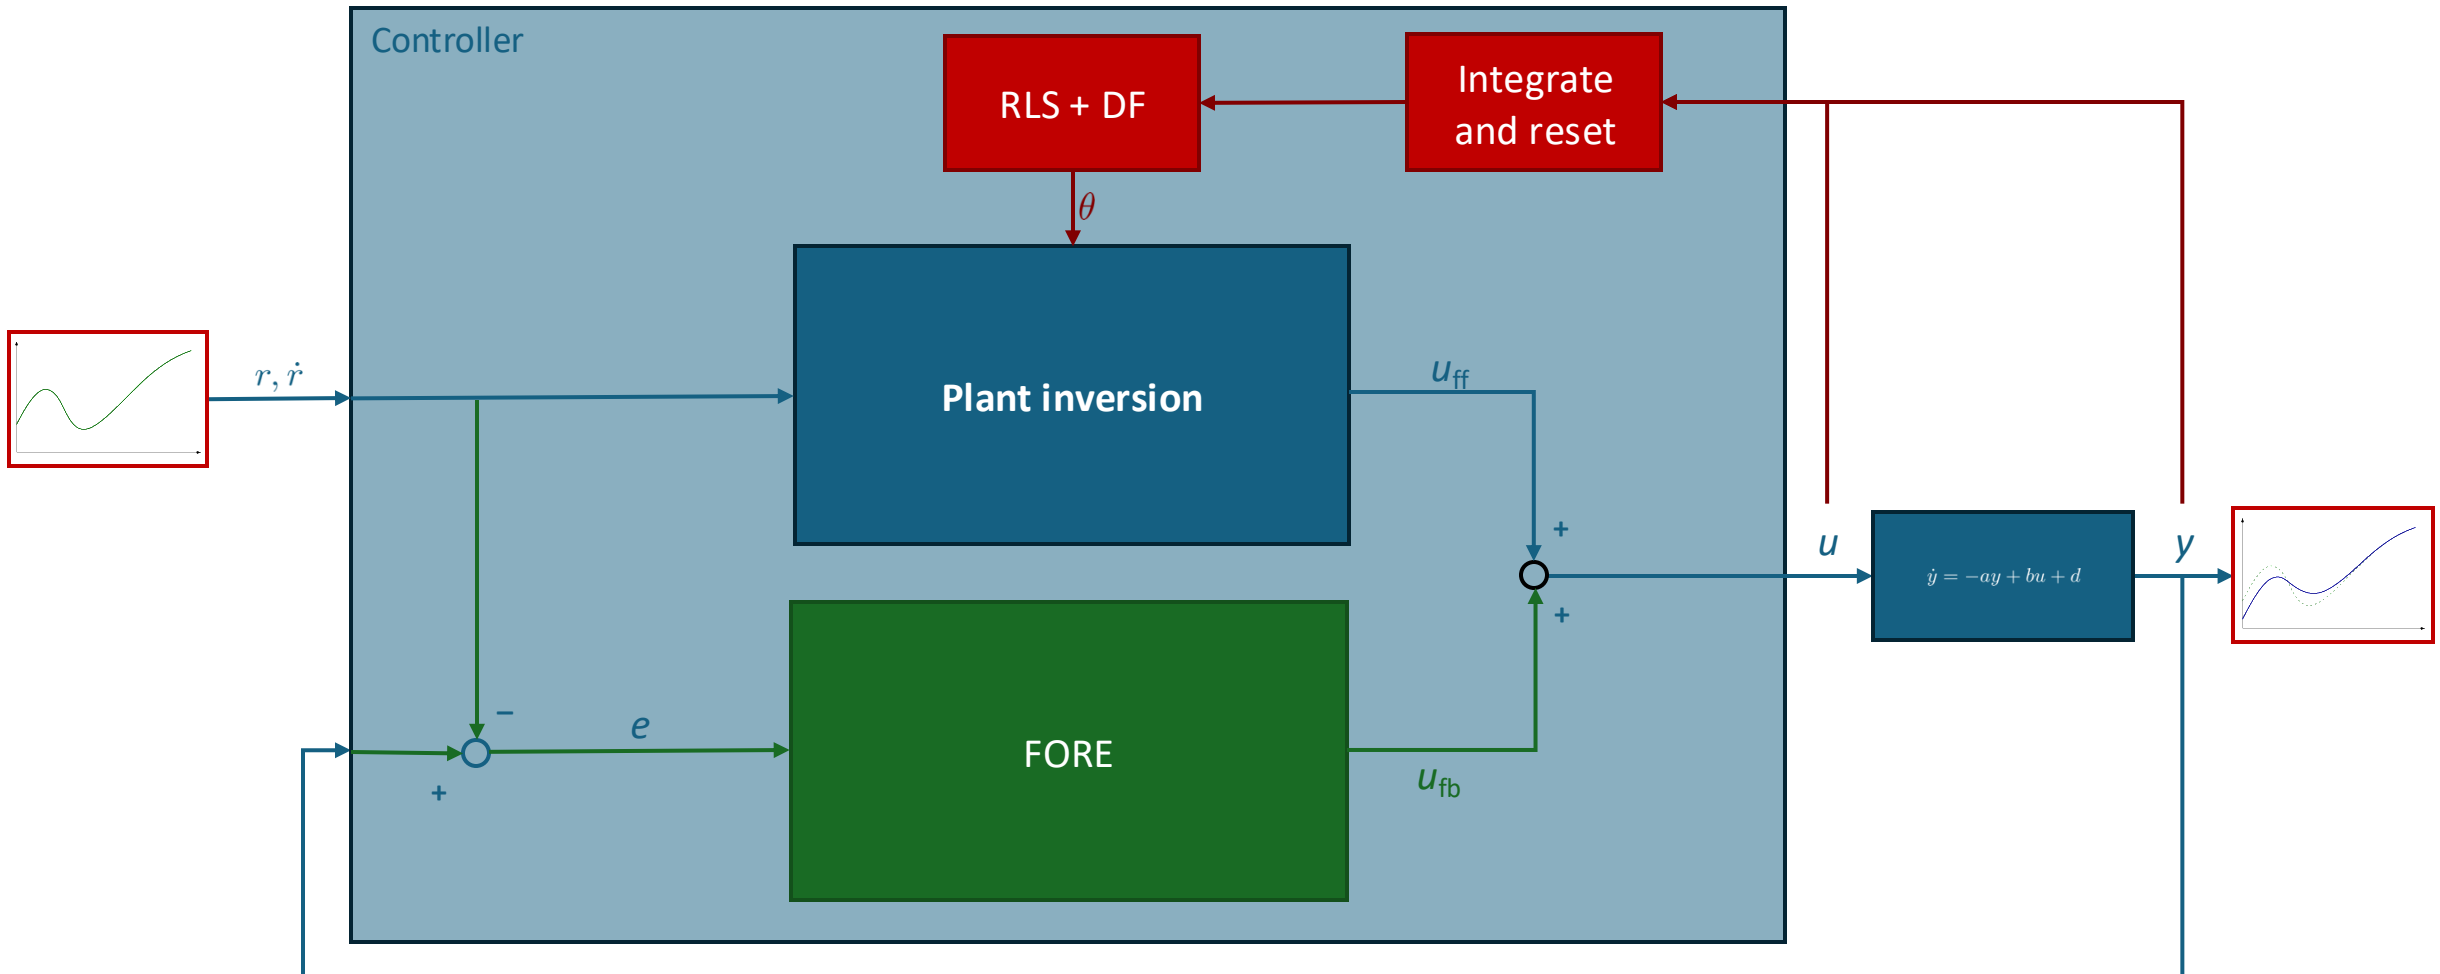 Controller
RLS + DF
Integrate
and reset
θ
r, ṙ
Plant inversion
u_ff
+
u
ẏ = −ay + bu + d
y
+
−
e
+
FORE
u_fb